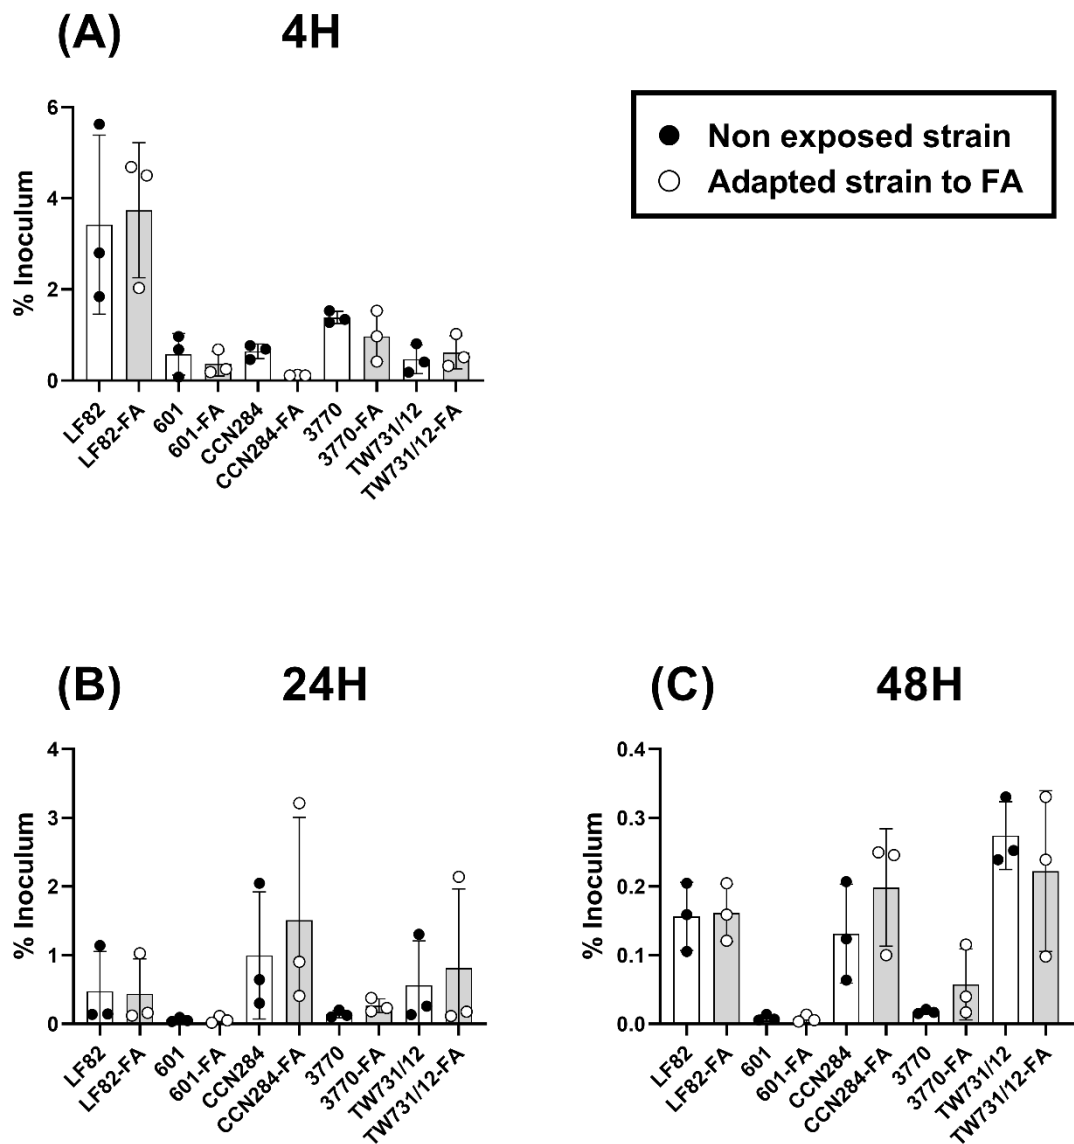 (A) 4H
Non exposed strain
Adapted strain to FA
% Inoculum
6
4
2
0
LF82
LF82-FA
601
601-FA
CCN284
CCN284-FA
3770
3770-FA
TW731/12
TW731/12-FA
(B) 24H
% Inoculum
4
3
2
1
0
LF82
LF82-FA
601
601-FA
CCN284
CCN284-FA
3770
3770-FA
TW731/12
TW731/12-FA
(C) 48H
% Inoculum
0.4
0.3
0.2
0.1
0.0
LF82
LF82-FA
601
601-FA
CCN284
CCN284-FA
3770
3770-FA
TW731/12
TW731/12-FA